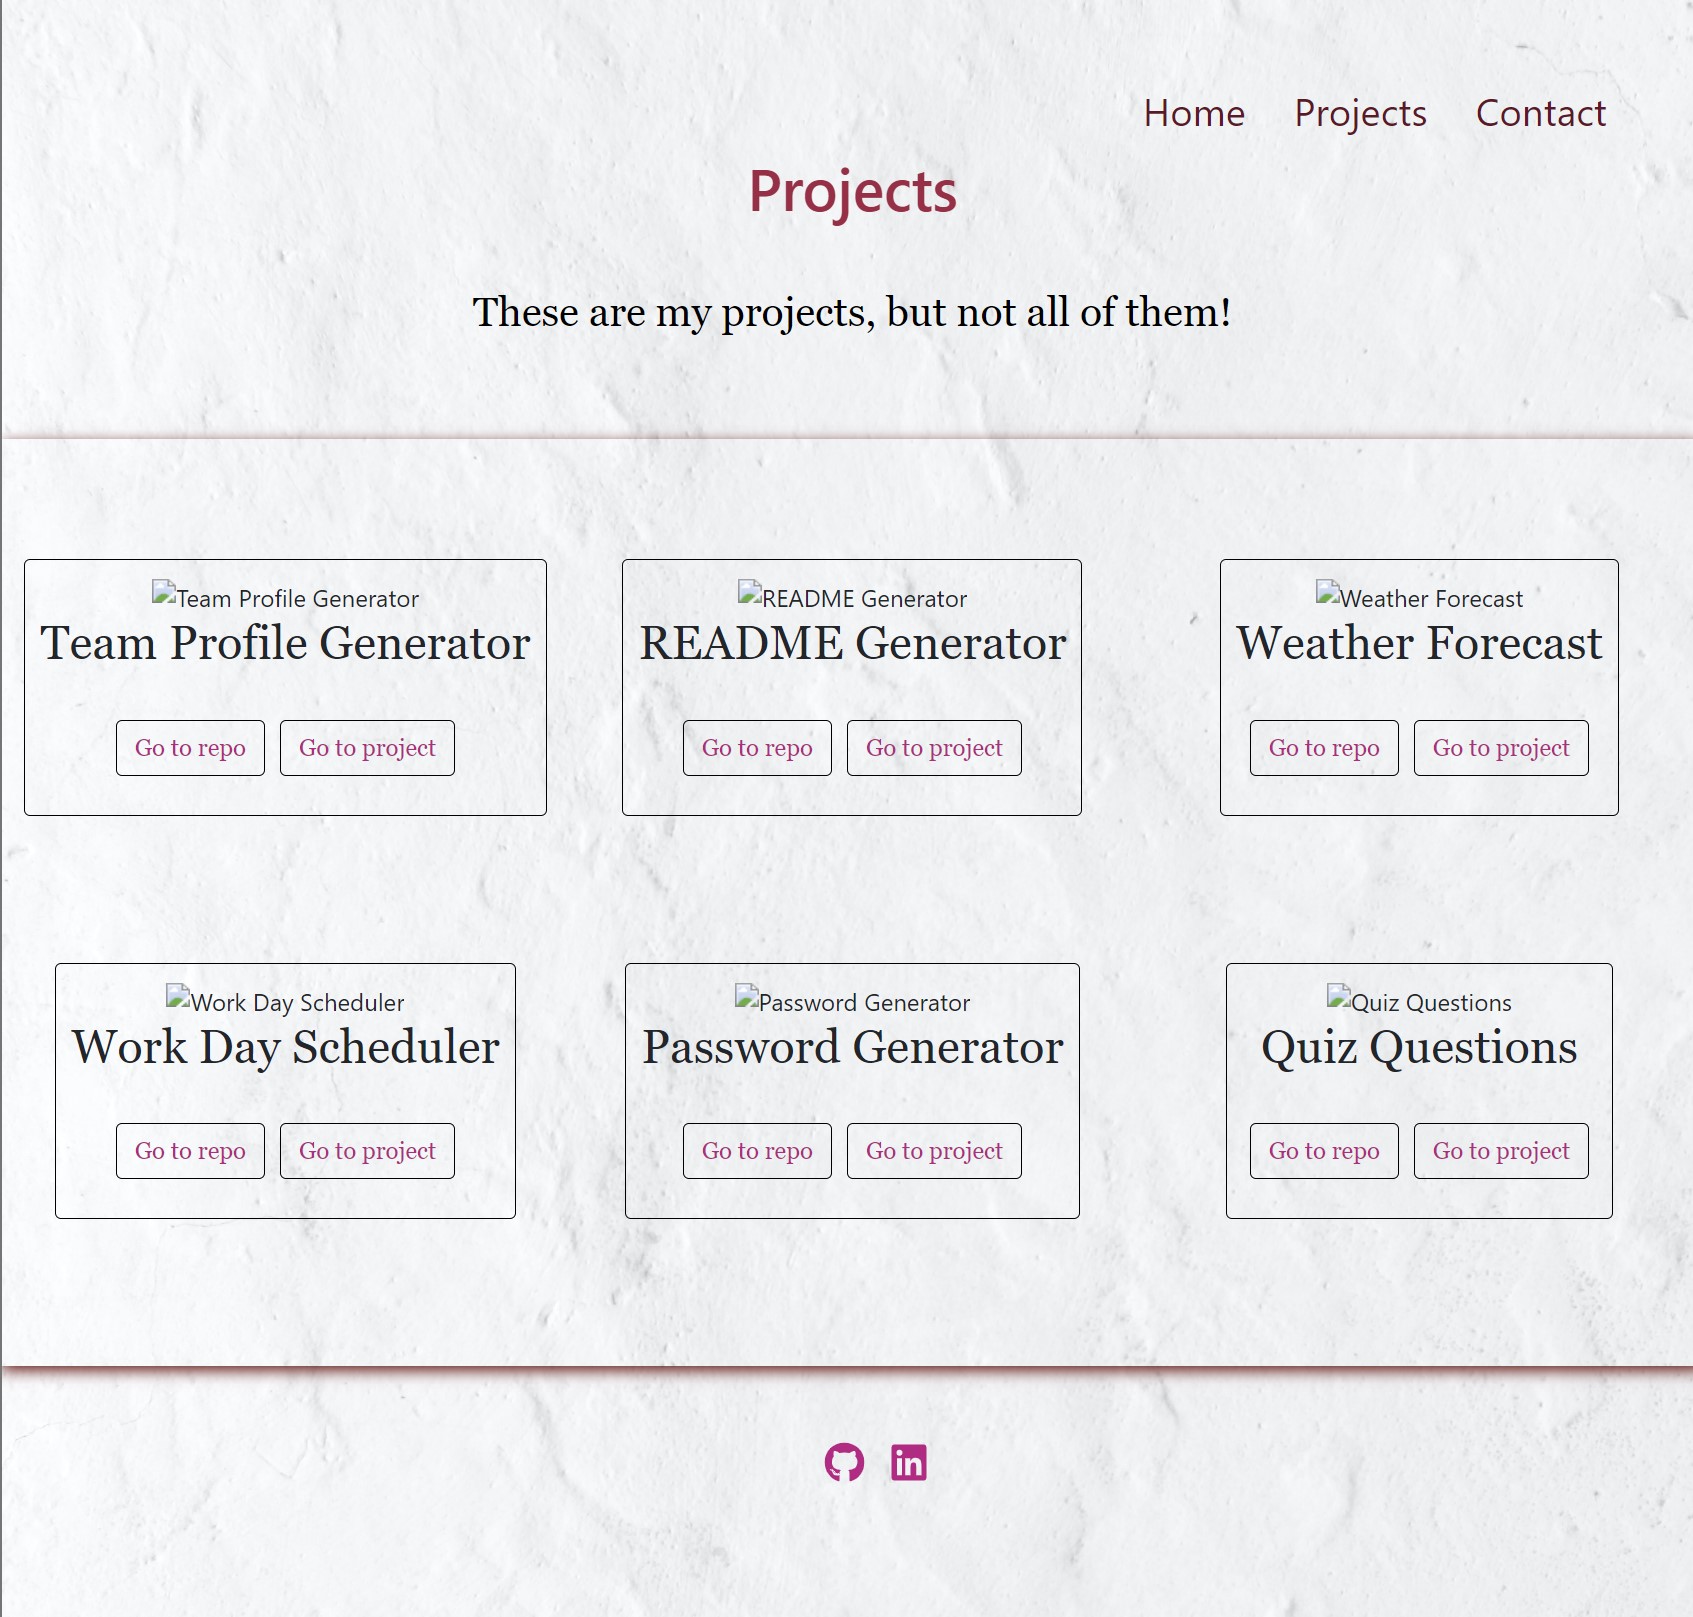 Home Projects Contact
Projects
These are my projects, but not all of them!
Team Profile Generator
Team Profile Generator
Go to repo Go to project
README Generator
README Generator
Go to repo Go to project
Weather Forecast
Weather Forecast
Go to repo Go to project
Work Day Scheduler
Work Day Scheduler
Go to repo Go to project
Password Generator
Password Generator
Go to repo Go to project
Quiz Questions
Quiz Questions
Go to repo Go to project
in